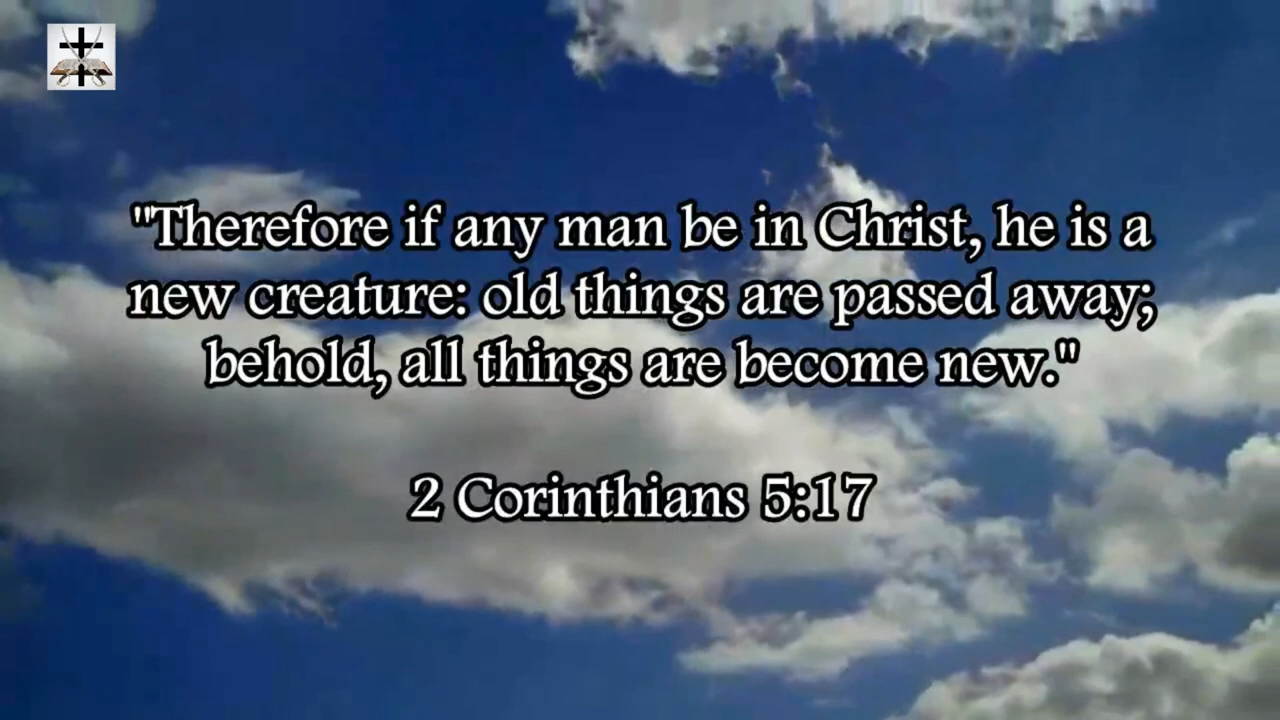 "Therefore if any man be in Christ, he is a
new creature: old things are passed away;
behold, all things are become new."
2 Corinthians 5:17